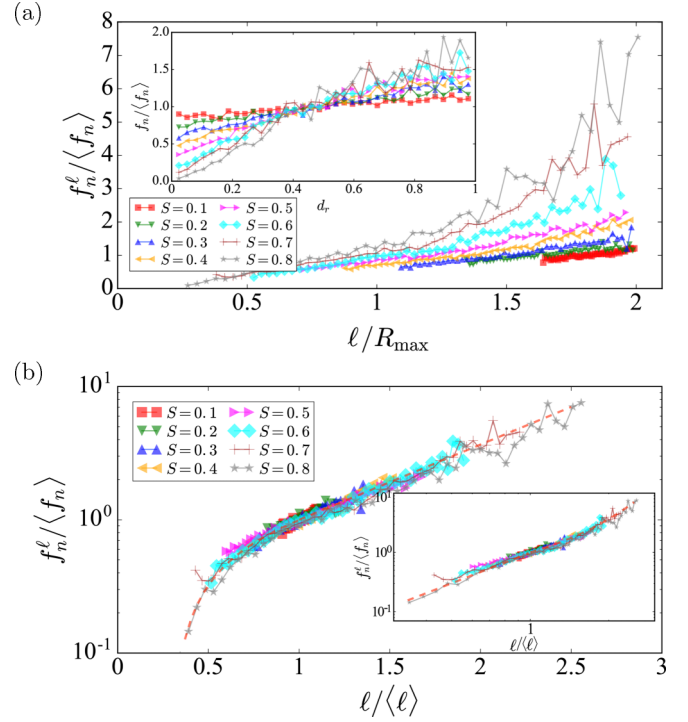 (a)
8
7
6
5
4
3
2
1
0
f_n^ℓ/⟨f_n⟩
2.0
1.5
1.0
0.5
0.0
f_n/⟨f_n⟩
0 0.2 0.4 0.6 0.8 1
d_r
S=0.1 S=0.5
S=0.2 S=0.6
S=0.3 S=0.7
S=0.4 S=0.8
0 0.5 1 1.5 2
ℓ/R_max
(b)
10^1
10^0
10^-1
f_n^ℓ/⟨f_n⟩
S=0.1 S=0.5
S=0.2 S=0.6
S=0.3 S=0.7
S=0.4 S=0.8
10^1
10^0
10^-1
f_n^ℓ/⟨f_n⟩
1
ℓ/⟨ℓ⟩
0 0.5 1 1.5 2 2.5 3
ℓ/⟨ℓ⟩